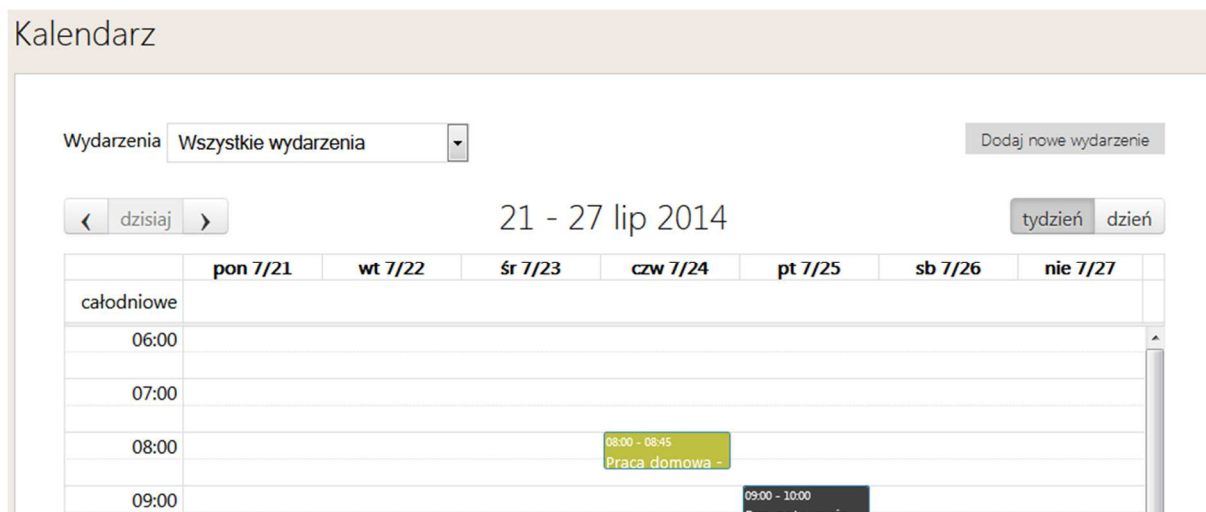 Kalendarz
Wydarzenia Wszystkie wydarzenia Dodaj nowe wydarzenie
‹ dzisiaj › 21 - 27 lip 2014 tydzień dzień
pon 7/21 wt 7/22 śr 7/23 czw 7/24 pt 7/25 sb 7/26 nie 7/27
całodniowe
06:00
07:00
08:00 08:00 - 08:45
Praca domowa -
09:00 09:00 - 10:00